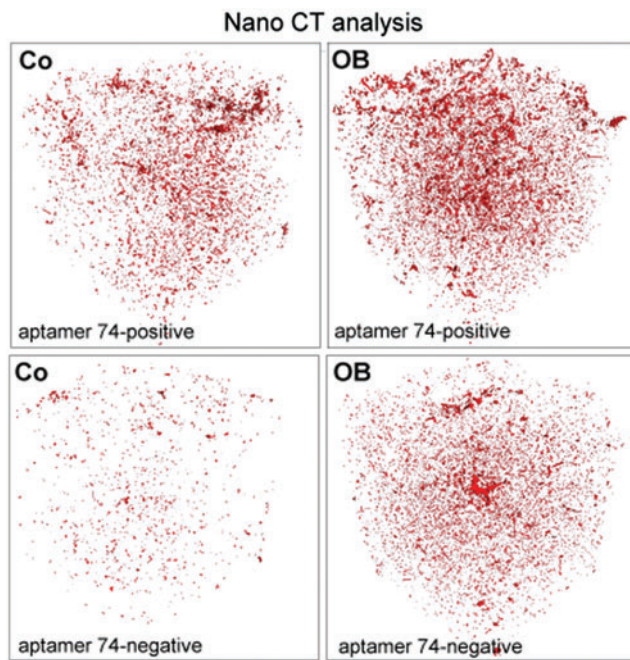 Nano CT analysis
Co
OB
aptamer 74-positive
aptamer 74-positive
Co
OB
aptamer 74-negative
aptamer 74-negative